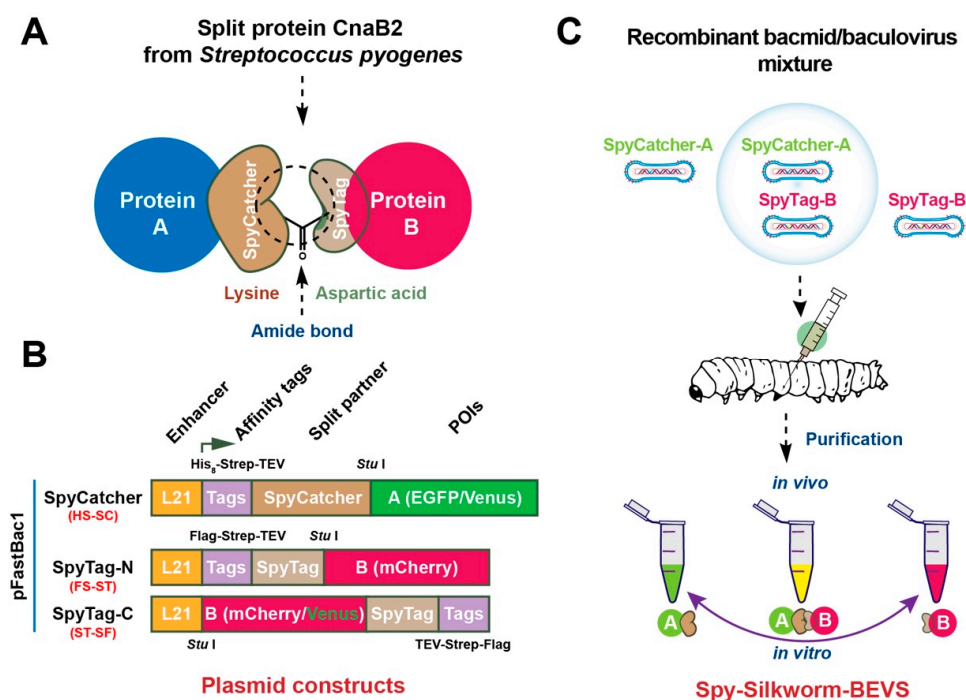 A
Split protein CnaB2
from Streptococcus pyogenes
Protein
A
SpyCatcher
SpyTag
Protein
B
O
Lysine
Aspartic acid
Amide bond
B
Enhancer
Affinity tags
Split partner
POIs
pFastBac1
His8-Strep-TEV
Stu I
SpyCatcher
(HS-SC)
L21
Tags
SpyCatcher
A (EGFP/Venus)
Flag-Strep-TEV
Stu I
SpyTag-N
(FS-ST)
L21
Tags
SpyTag
B (mCherry)
SpyTag-C
(ST-SF)
L21
B (mCherry/Venus)
SpyTag
Tags
Stu I
TEV-Strep-Flag
Plasmid constructs
C
Recombinant bacmid/baculovirus
mixture
SpyCatcher-A
SpyCatcher-A
SpyTag-B
SpyTag-B
Purification
in vivo
A
A
B
B
in vitro
Spy-Silkworm-BEVS